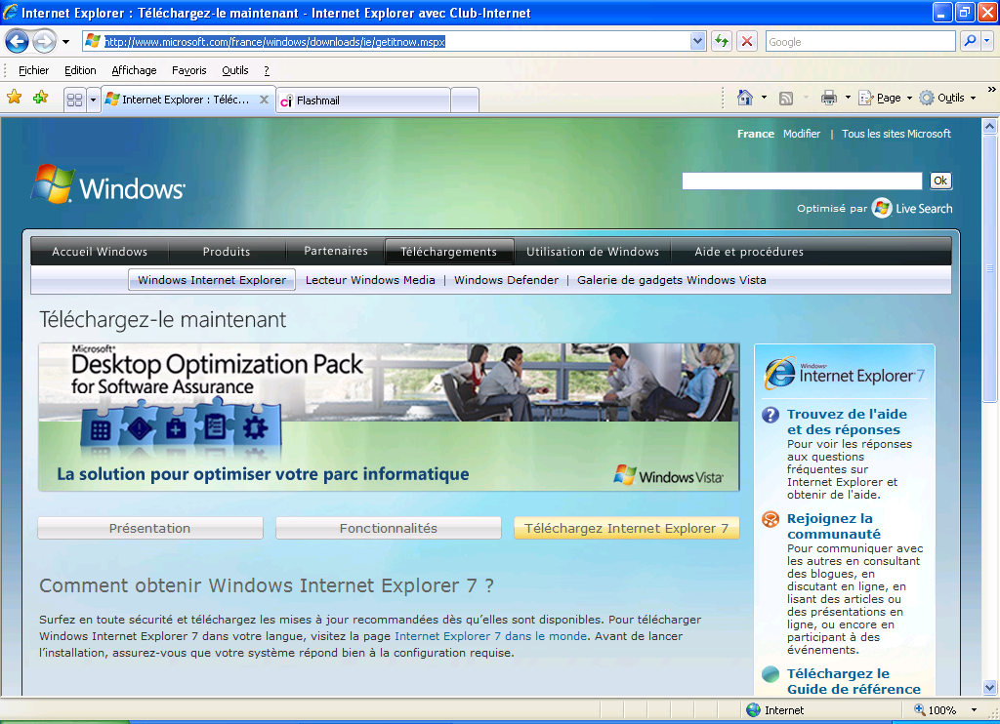 Internet Explorer : Téléchargez-le maintenant - Internet Explorer avec Club-Internet
http://www.microsoft.com/france/windows/downloads/ie/getitnow.mspx
Google
Fichier Edition Affichage Favoris Outils ?
Internet Explorer : Téléc... Flashmail
Page Outils
France Modifier | Tous les sites Microsoft
Windows
Ok
Optimisé par Live Search
Accueil Windows Produits Partenaires Téléchargements Utilisation de Windows Aide et procédures
Windows Internet Explorer Lecteur Windows Media | Windows Defender | Galerie de gadgets Windows Vista
Téléchargez-le maintenant
Microsoft
Desktop Optimization Pack
for Software Assurance
La solution pour optimiser votre parc informatique
Windows Vista
Présentation Fonctionnalités Téléchargez Internet Explorer 7
Comment obtenir Windows Internet Explorer 7 ?
Surfez en toute sécurité et téléchargez les mises à jour recommandées dès qu'elles sont disponibles. Pour télécharger
Windows Internet Explorer 7 dans votre langue, visitez la page Internet Explorer 7 dans le monde. Avant de lancer
l'installation, assurez-vous que votre système répond bien à la configuration requise.
Windows
Internet Explorer 7
Trouvez de l'aide
et des réponses
Pour voir les réponses
aux questions
fréquentes sur
Internet Explorer et
obtenir de l'aide.
Rejoignez la
communauté
Pour communiquer avec
les autres en consultant
des blogues, en
discutant en ligne, en
lisant des articles ou
des présentations en
ligne, ou encore en
participant à des
événements.
Téléchargez le
Guide de référence
Internet 100%